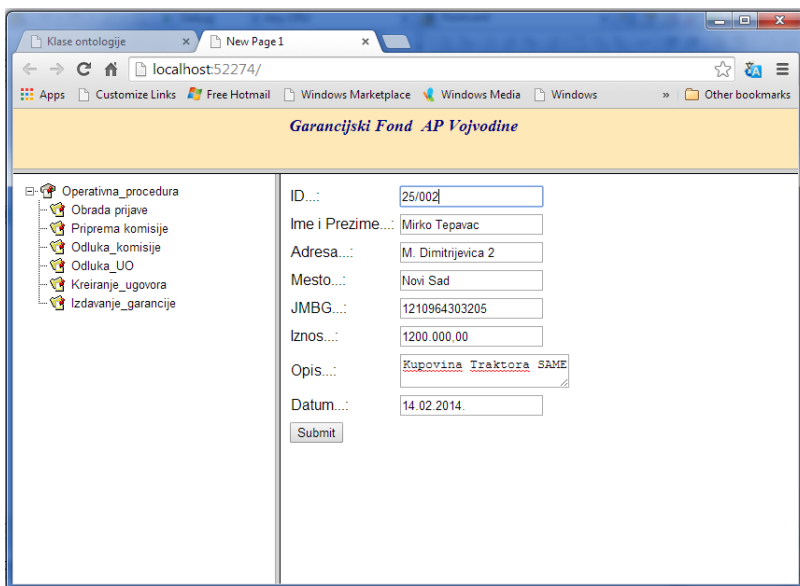 Klase ontologije
New Page 1
localhost:52274/
Apps Customize Links Free Hotmail Windows Marketplace Windows Media Windows » Other bookmarks
Garancijski Fond AP Vojvodine
Operativna_procedura
Obrada prijave
Priprema komisije
Odluka_komisije
Odluka_UO
Kreiranje_ugovora
Izdavanje_garancije
ID...: 25/002
Ime i Prezime...: Mirko Tepavac
Adresa...: M. Dimitrijevica 2
Mesto...: Novi Sad
JMBG...: 1210964303205
Iznos...: 1200.000,00
Opis...: Kupovina Traktora SAME
Datum...: 14.02.2014.
Submit